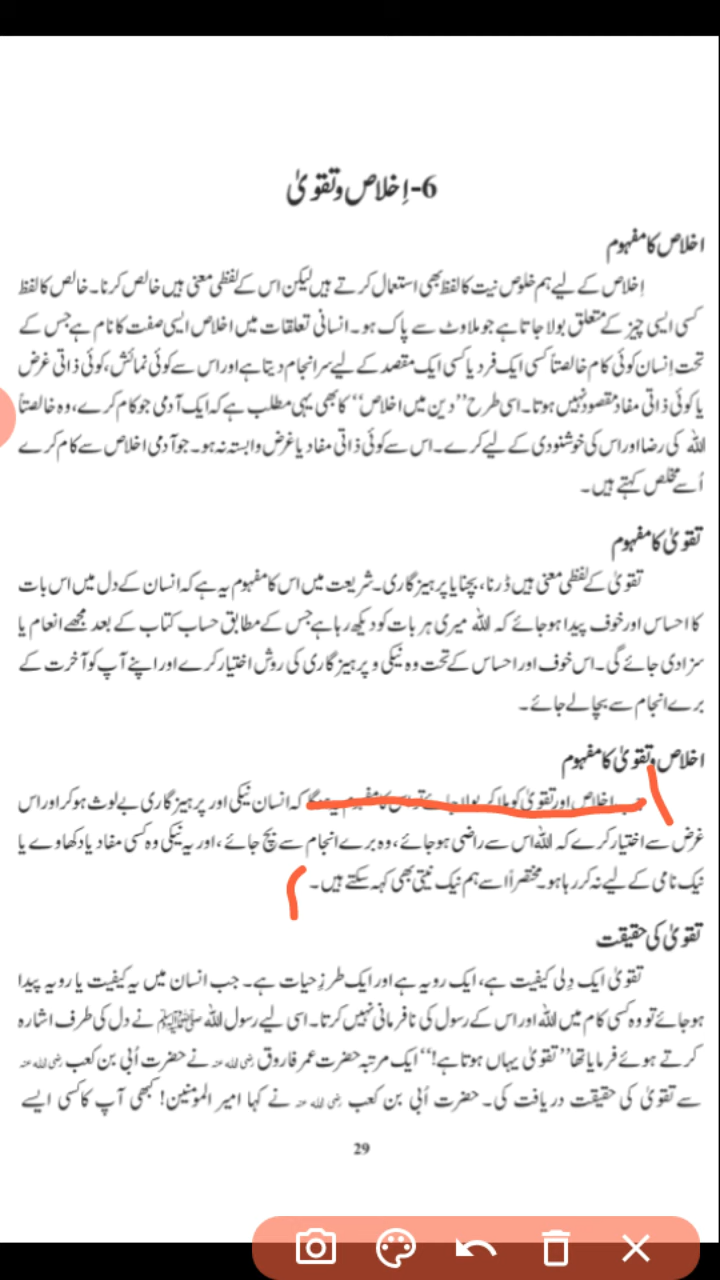 6-اِخلاص و تقویٰ
اخلاص کا مفہوم
اِخلاص کے لیے ہم خلوص نیت کا لفظ بھی استعمال کرتے ہیں لیکن اس کے لفظی معنی ہیں خالص کرنا۔ خالص کا لفظ
کسی ایسی چیز کے متعلق بولا جاتا ہے جو ملاوٹ سے پاک ہو۔ انسانی تعلقات میں اخلاص ایسی صفت کا نام ہے جس کے
تحت اِنسان کوئی کام خالصتاً کسی ایک فرد یا کسی ایک مقصد کے لیے سرانجام دیتا ہے اور اس سے کوئی نمائش، کوئی ذاتی غرض
یا کوئی ذاتی مفاد مقصود نہیں ہوتا۔ اسی طرح ”دین میں اخلاص“ کا بھی یہی مطلب ہے کہ ایک آدمی جو کام کرے، وہ خالصتاً
اللہ کی رضا اور اس کی خوشنودی کے لیے کرے۔ اس سے کوئی ذاتی مفاد یا غرض وابستہ نہ ہو۔ جو آدمی اخلاص سے کام کرے
اُسے مخلص کہتے ہیں۔
تقویٰ کا مفہوم
تقویٰ کے لفظی معنی ہیں ڈرنا، بچنا یا پرہیز گاری۔ شریعت میں اس کا مفہوم یہ ہے کہ انسان کے دل میں اس بات
کا احساس اور خوف پیدا ہو جائے کہ اللہ میری ہر بات کو دیکھ رہا ہے جس کے مطابق حساب کتاب کے بعد مجھے انعام یا
سزا دی جائے گی۔ اس خوف اور احساس کے تحت وہ نیکی و پرہیز گاری کی روش اختیار کرے اور اپنے آپ کو آخرت کے
برے انجام سے بچا لے جائے۔
اخلاص و تقویٰ کا مفہوم
اخلاص اور تقویٰ کو ملا کر بولا جائے تو اس کا مفہوم یہ ہوگا کہ انسان نیکی اور پرہیز گاری بے لوث ہو کر اور اس
غرض سے اختیار کرے کہ اللہ اس سے راضی ہو جائے، وہ برے انجام سے بچ جائے، اور یہ نیکی وہ کسی مفاد یا دکھاوے یا
نیک نامی کے لیے نہ کر رہا ہو۔ مختصراً اسے ہم نیک نیتی بھی کہہ سکتے ہیں۔
تقویٰ کی حقیقت
تقویٰ ایک دِلی کیفیت ہے، ایک رویہ ہے اور ایک طرزِ حیات ہے۔ جب انسان میں یہ کیفیت یا رویہ پیدا
ہو جائے تو وہ کسی کام میں اللہ اور اس کے رسول کی نافرمانی نہیں کرتا۔ اسی لیے رسول اللہ ﷺ نے دل کی طرف اشارہ
کرتے ہوئے فرمایا تھا ”تقویٰ یہاں ہوتا ہے!“ ایک مرتبہ حضرت عمر فاروق رضی اللہ عنہ نے حضرت اُبی بن کعب رضی اللہ عنہ
سے تقویٰ کی حقیقت دریافت کی۔ حضرت اُبی بن کعب رضی اللہ عنہ نے کہا امیر المومنین! کبھی آپ کا کسی ایسے
29